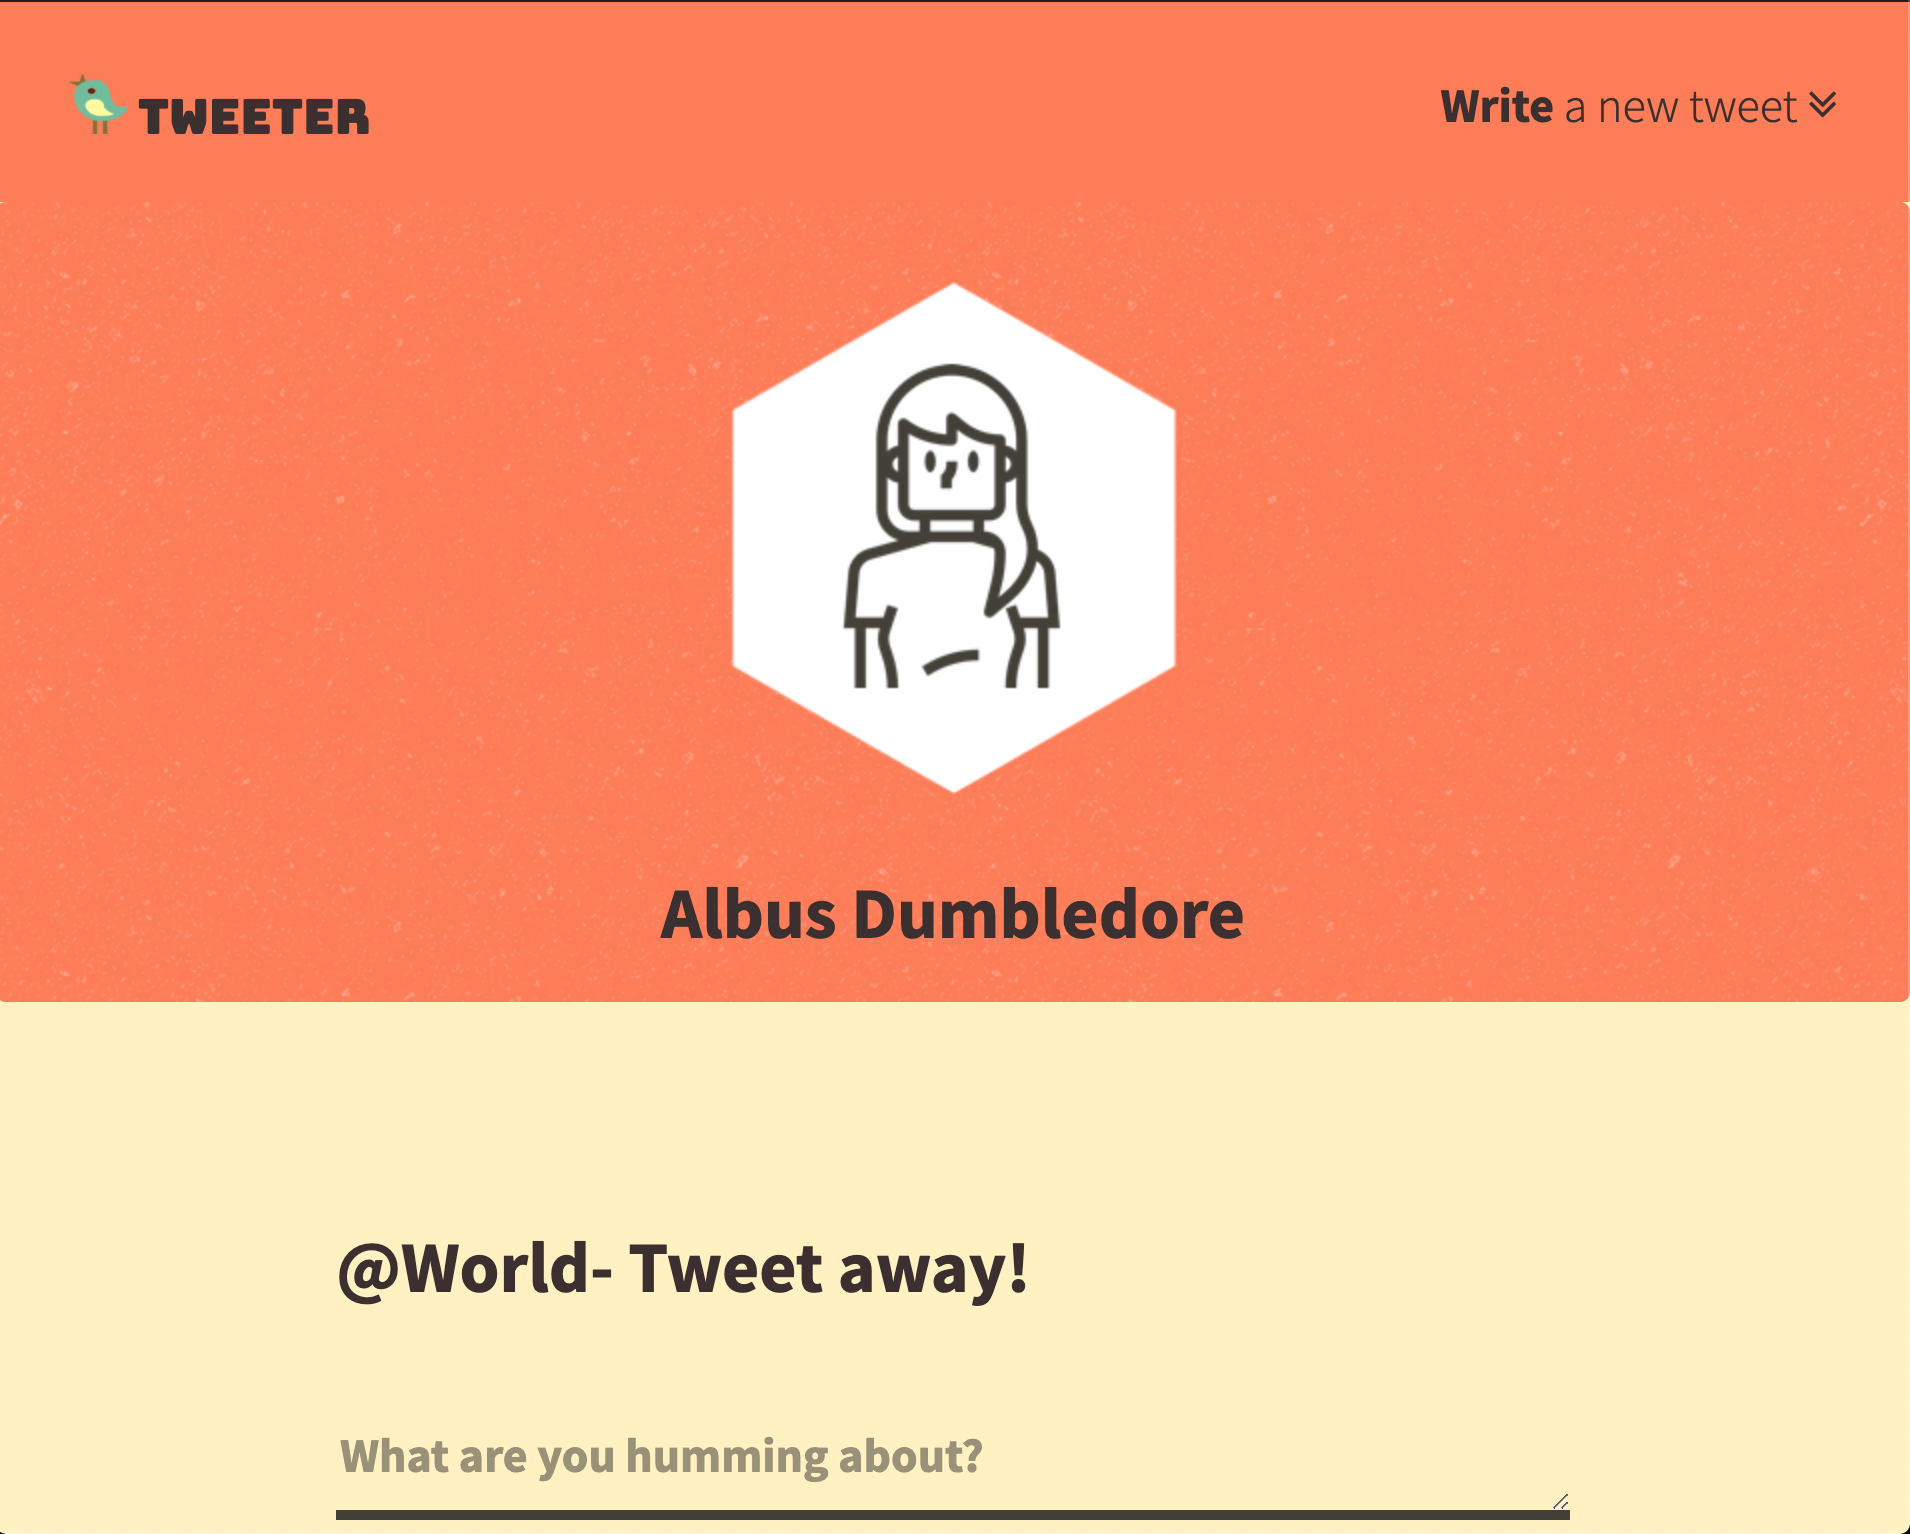 TWEETER
Write a new tweet
Albus Dumbledore
@World- Tweet away!
What are you humming about?